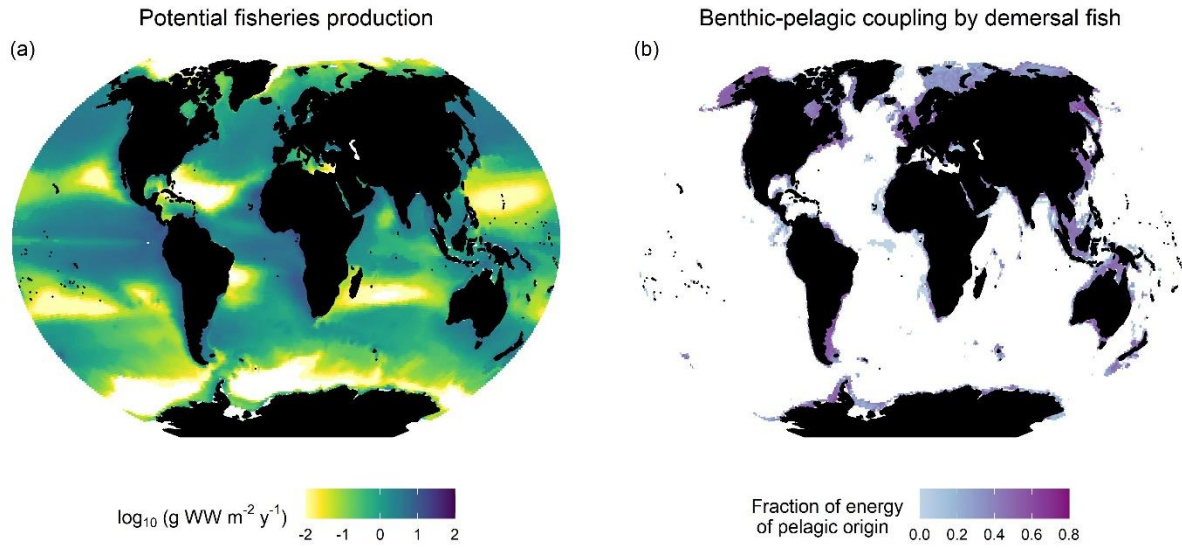 Potential fisheries production
Benthic-pelagic coupling by demersal fish
(a)
(b)
log₁₀ (g WW m⁻² y⁻¹)
-2 -1 0 1 2
Fraction of energy
of pelagic origin
0.0 0.2 0.4 0.6 0.8